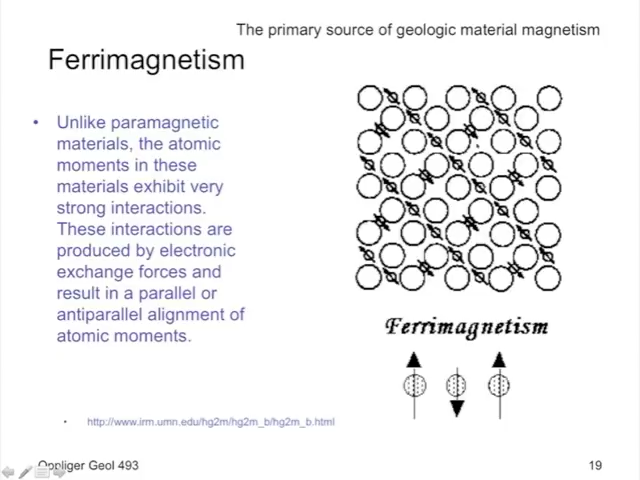 The primary source of geologic material magnetism
Ferrimagnetism
• Unlike paramagnetic
materials, the atomic
moments in these
materials exhibit very
strong interactions.
These interactions are
produced by electronic
exchange forces and
result in a parallel or
antiparallel alignment of
atomic moments.
Ferrimagnetism
• http://www.irm.umn.edu/hg2m/hg2m_b/hg2m_b.html
Oppliger Geol 493
19